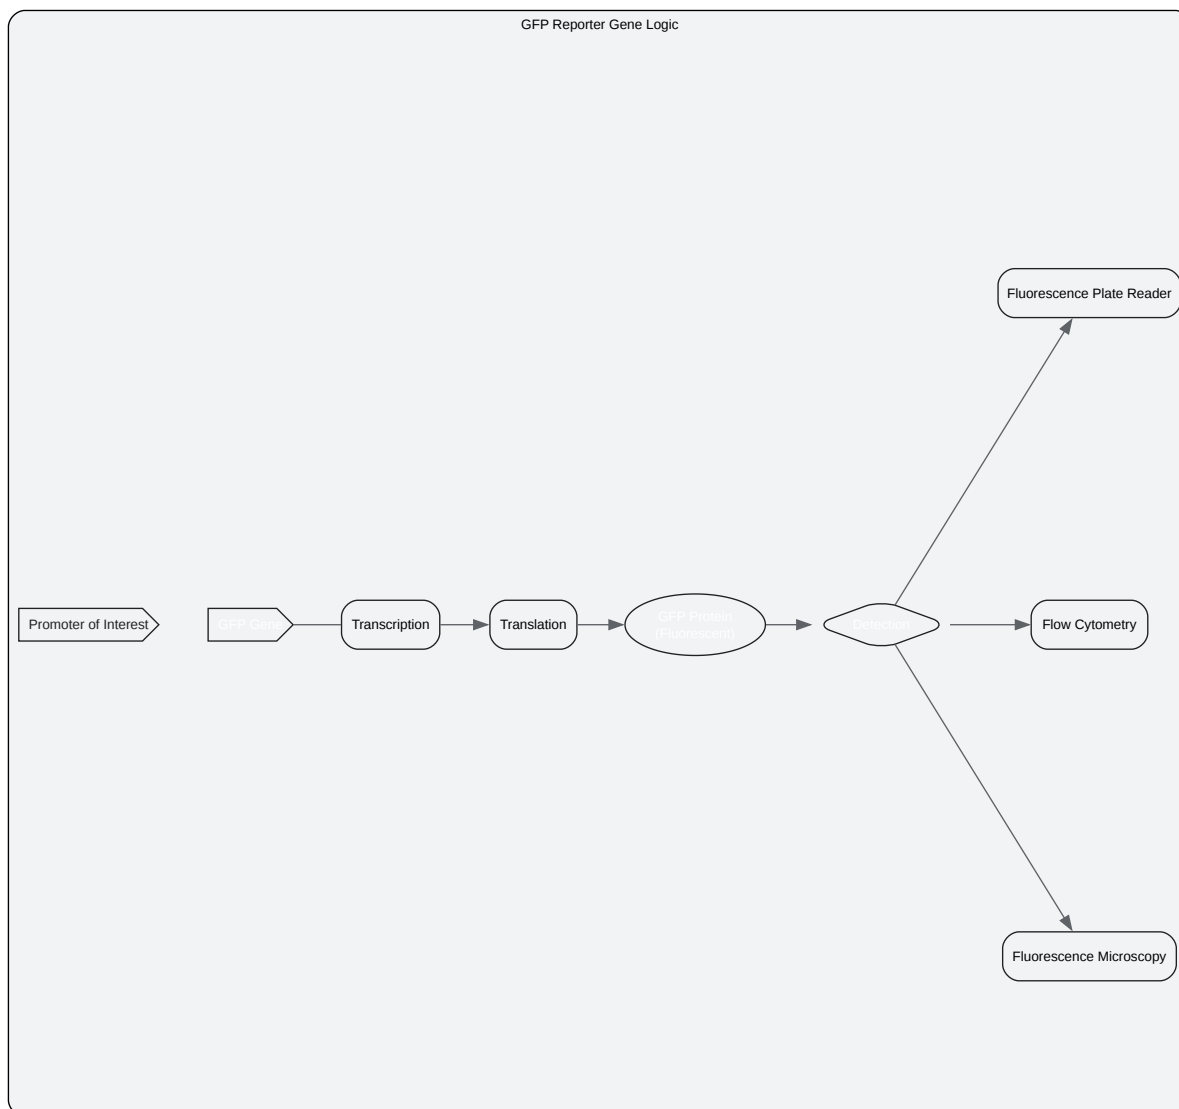 GFP Reporter Gene Logic
Fluorescence Plate Reader
Promoter of Interest
GFP Gene
Transcription
Translation
GFP Protein
(Fluorescent)
Detection
Flow Cytometry
Fluorescence Microscopy